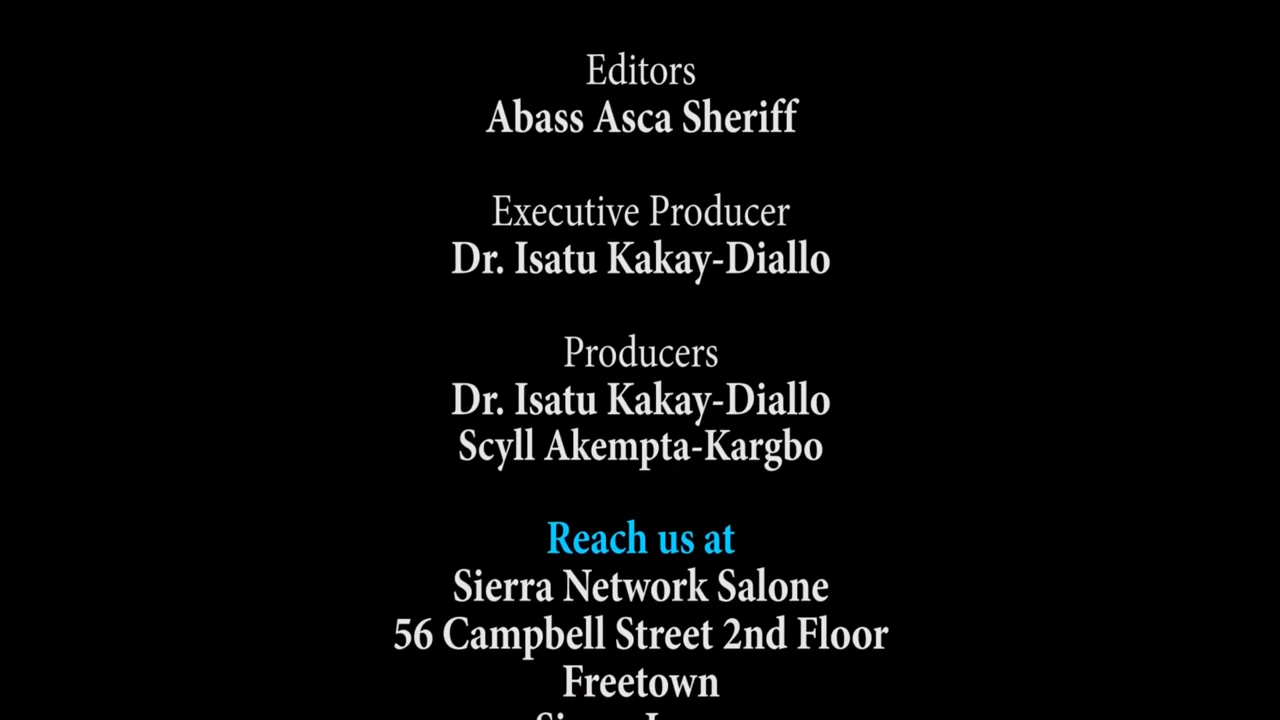 Editors
Abass Asca Sheriff
Executive Producer
Dr. Isatu Kakay-Diallo
Producers
Dr. Isatu Kakay-Diallo
Scyll Akempta-Kargbo
Reach us at
Sierra Network Salone
56 Campbell Street 2nd Floor
Freetown